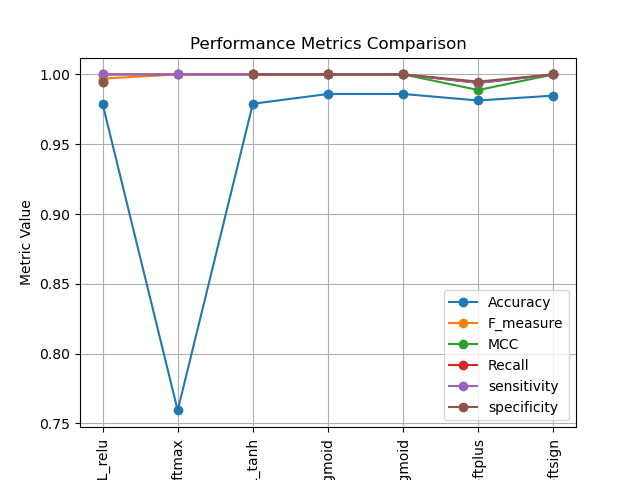 Performance Metrics Comparison
Metric Value
1.00
0.95
0.90
0.85
0.80
0.75
Accuracy
F_measure
MCC
Recall
sensitivity
specificity
L_relu
ftmax
_tanh
gmoid
gmoid
ftplus
ftsign